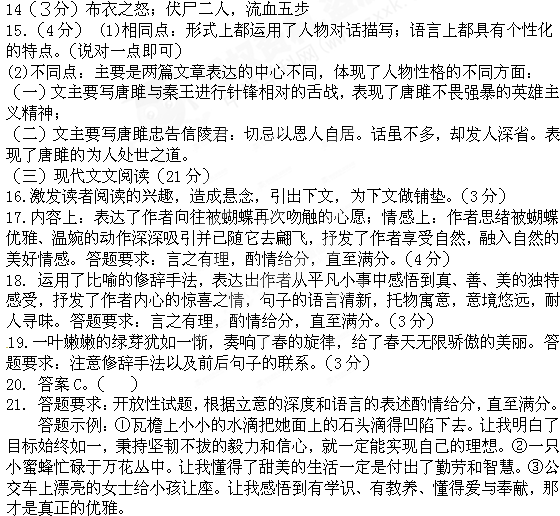 14（3分）布衣之怒；伏尸二人，流血五步
15.（4分）(1)相同点：形式上都运用了人物对话描写；语言上都具有个性化
的特点。(说对一点即可)
(2)不同点：主要是两篇文章表达的中心不同，体现了人物性格的不同方面：
（一）文主要写唐雎与秦王进行针锋相对的舌战，表现了唐雎不畏强暴的英雄主
义精神；
（二）文主要写唐雎忠告信陵君：切忌以恩人自居。话虽不多，却发人深省。表
现了唐雎的为人处世之道。
（三）现代文文阅读（21分）
16.激发读者阅读的兴趣，造成悬念，引出下文，为下文做铺垫。（3分）
17.内容上：表达了作者向往被蝴蝶再次吻触的心愿；情感上：作者思绪被蝴蝶
优雅、温婉的动作深深吸引并已随它去翩飞，抒发了作者享受自然，融入自然的
美好情感。答题要求：言之有理，酌情给分，直至满分。（4分）
18. 运用了比喻的修辞手法，表达出作者从平凡小事中感悟到真、善、美的独特
感受，抒发了作者内心的惊喜之情，句子的语言清新，托物寓意，意境悠远，耐
人寻味。答题要求：言之有理，酌情给分，直至满分。（3分）
19.一叶嫩嫩的绿芽犹如一惭，奏响了春的旋律，给了春天无限骄傲的美丽。答
题要求：注意修辞手法以及前后句子的联系。（3分）
20. 答案C。（ ）
21. 答题要求：开放性试题，根据立意的深度和语言的表述酌情给分，直至满分。
答题示例：①瓦檐上小小的水滴把她面上的石头滴得凹陷下去。让我明白了
目标始终如一，秉持坚韧不拔的毅力和信心，就一定能实现自己的理想。②一只
小蜜蜂忙碌于万花丛中。让我懂得了甜美的生活一定是付出了勤劳和智慧。③公
交车上漂亮的女士给小孩让座。让我感悟到有学识、有教养、懂得爱与奉献，那
才是真正的优雅。